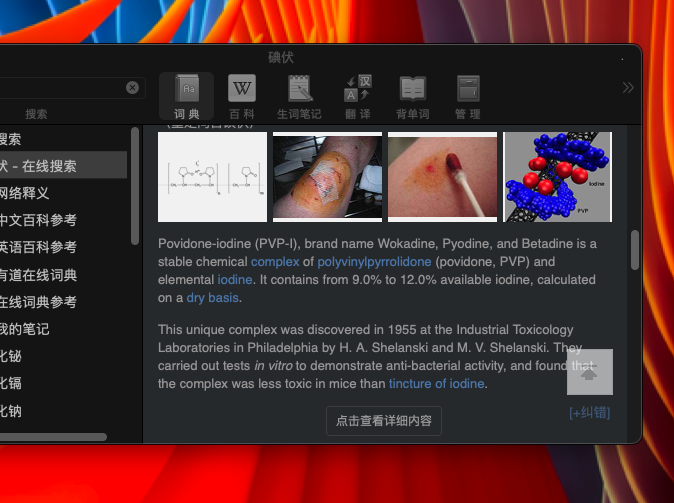 碘伏
搜索
词 典
百 科
生词笔记
翻 译
背单词
管 理
搜索
伏 - 在线搜索
网络释义
中文百科参考
英语百科参考
有道在线词典
在线词典参考
我的笔记
化铋
化镉
化钠
Iodine
PVP
Povidone-iodine (PVP-I), brand name Wokadine, Pyodine, and Betadine is a
stable chemical complex of polyvinylpyrrolidone (povidone, PVP) and
elemental iodine. It contains from 9.0% to 12.0% available iodine, calculated
on a dry basis.
This unique complex was discovered in 1955 at the Industrial Toxicology
Laboratories in Philadelphia by H. A. Shelanski and M. V. Shelanski. They
carried out tests in vitro to demonstrate anti-bacterial activity, and found that
the complex was less toxic in mice than tincture of iodine.
点击查看详细内容
[+纠错]